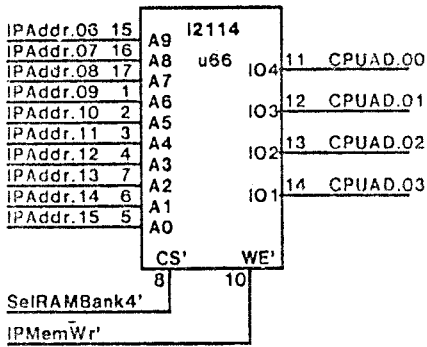 I2114
u66
IPAddr.06 15 A9
IPAddr.07 16 A8
IPAddr.08 17 A7
IPAddr.09 1 A6
IPAddr.10 2 A5
IPAddr.11 3 A4
IPAddr.12 4 A3
IPAddr.13 7 A2
IPAddr.14 6 A1
IPAddr.15 5 A0
IO4 11 CPUAD.00
IO3 12 CPUAD.01
IO2 13 CPUAD.02
IO1 14 CPUAD.03
CS' WE'
8 10
SelRAMBank4'
IPMemWr'